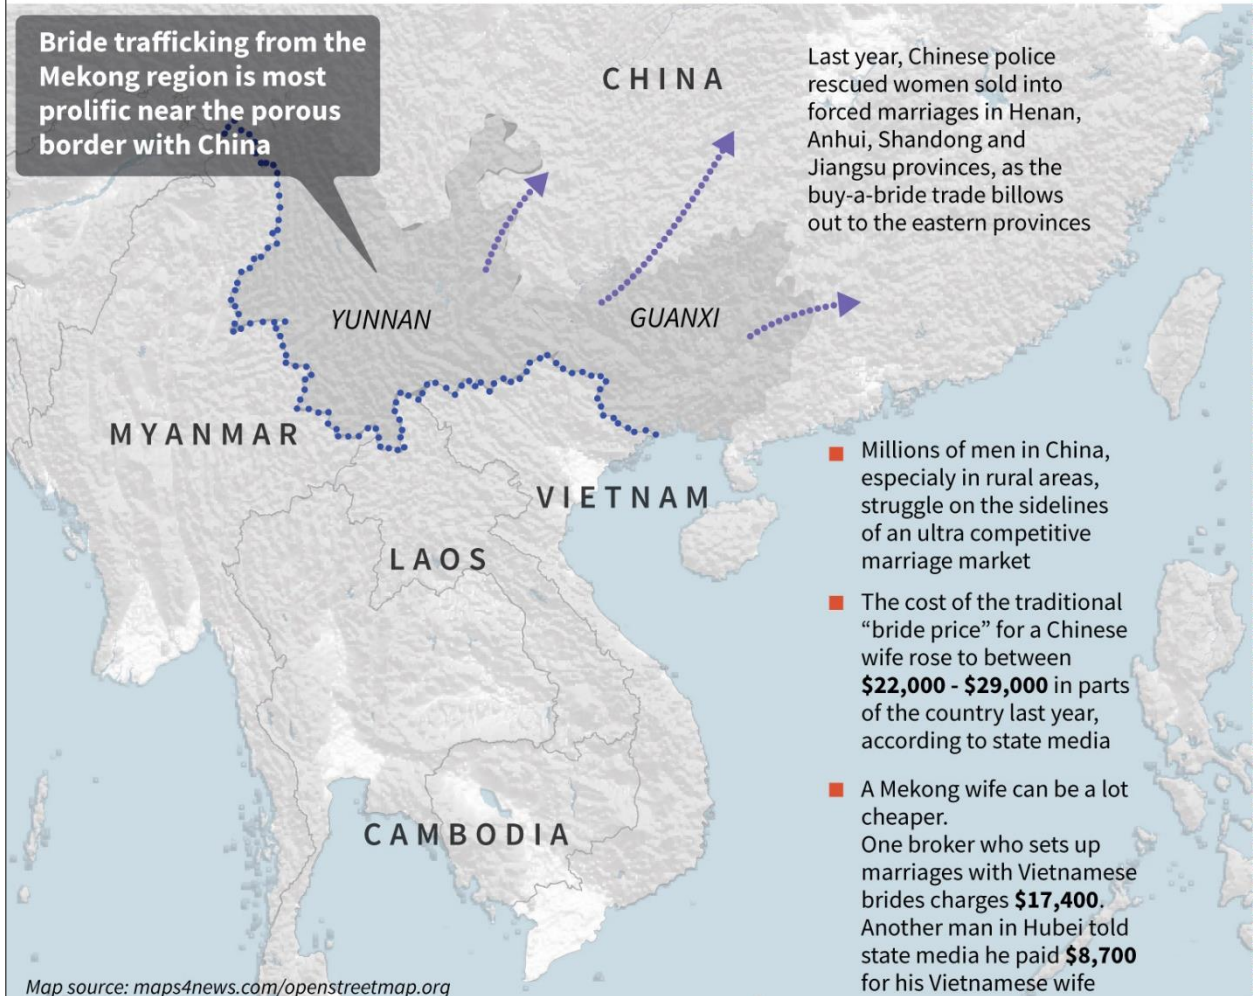 Bride trafficking from the
Mekong region is most
prolific near the porous
border with China
CHINA
Last year, Chinese police
rescued women sold into
forced marriages in Henan,
Anhui, Shandong and
Jiangsu provinces, as the
buy-a-bride trade billows
out to the eastern provinces
YUNNAN
GUANXI
MYANMAR
VIETNAM
LAOS
CAMBODIA
Millions of men in China,
especialy in rural areas,
struggle on the sidelines
of an ultra competitive
marriage market
The cost of the traditional
“bride price” for a Chinese
wife rose to between
$22,000 - $29,000 in parts
of the country last year,
according to state media
A Mekong wife can be a lot
cheaper.
One broker who sets up
marriages with Vietnamese
brides charges $17,400.
Another man in Hubei told
state media he paid $8,700
for his Vietnamese wife
Map source: maps4news.com/openstreetmap.org